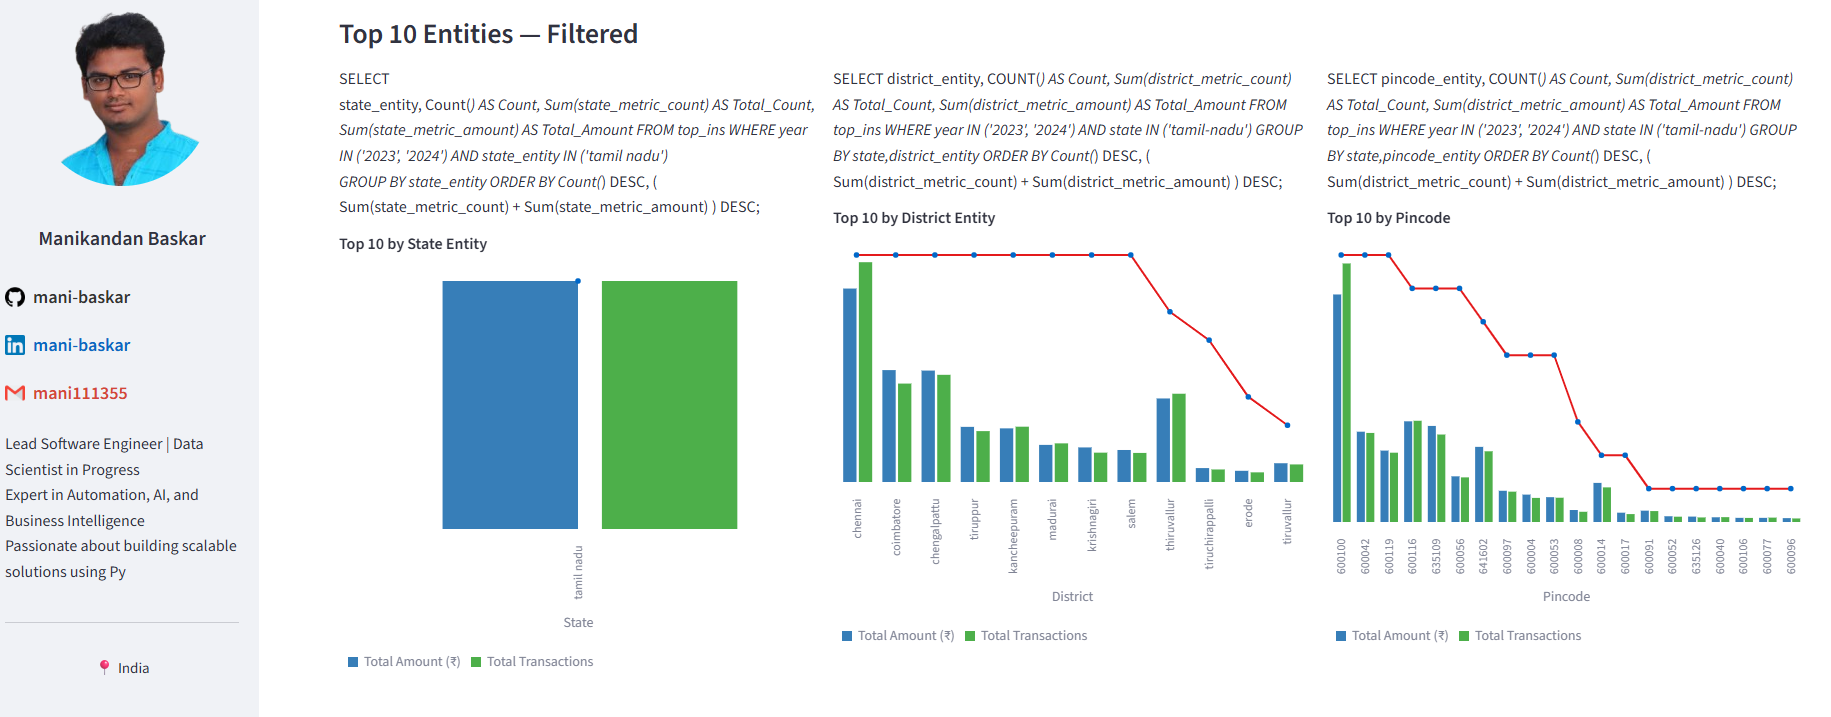 Manikandan Baskar
mani-baskar
mani-baskar
mani111355
Lead Software Engineer | Data
Scientist in Progress
Expert in Automation, AI, and
Business Intelligence
Passionate about building scalable
solutions using Py
India
Top 10 Entities — Filtered
SELECT
state_entity, Count() AS Count, Sum(state_metric_count) AS Total_Count,
Sum(state_metric_amount) AS Total_Amount FROM top_ins WHERE year
IN ('2023', '2024') AND state_entity IN ('tamil nadu')
GROUP BY state_entity ORDER BY Count() DESC, (
Sum(state_metric_count) + Sum(state_metric_amount) ) DESC;
Top 10 by State Entity
tamil nadu
State
Total Amount (₹) Total Transactions
SELECT district_entity, COUNT() AS Count, Sum(district_metric_count)
AS Total_Count, Sum(district_metric_amount) AS Total_Amount FROM
top_ins WHERE year IN ('2023', '2024') AND state IN ('tamil-nadu') GROUP
BY state,district_entity ORDER BY Count() DESC, (
Sum(district_metric_count) + Sum(district_metric_amount) ) DESC;
Top 10 by District Entity
chennai
coimbatore
chengalpattu
tiruppur
kancheepuram
madurai
krishnagiri
salem
thiruvallur
tiruchirappalli
erode
tiruvallur
District
Total Amount (₹) Total Transactions
SELECT pincode_entity, COUNT() AS Count, Sum(district_metric_count)
AS Total_Count, Sum(district_metric_amount) AS Total_Amount FROM
top_ins WHERE year IN ('2023', '2024') AND state IN ('tamil-nadu') GROUP
BY state,pincode_entity ORDER BY Count() DESC, (
Sum(district_metric_count) + Sum(district_metric_amount) ) DESC;
Top 10 by Pincode
600100
600042
600119
600116
635109
600056
641602
600097
600004
600053
600008
600014
600017
600091
600052
635126
600040
600106
600077
600096
Pincode
Total Amount (₹) Total Transactions